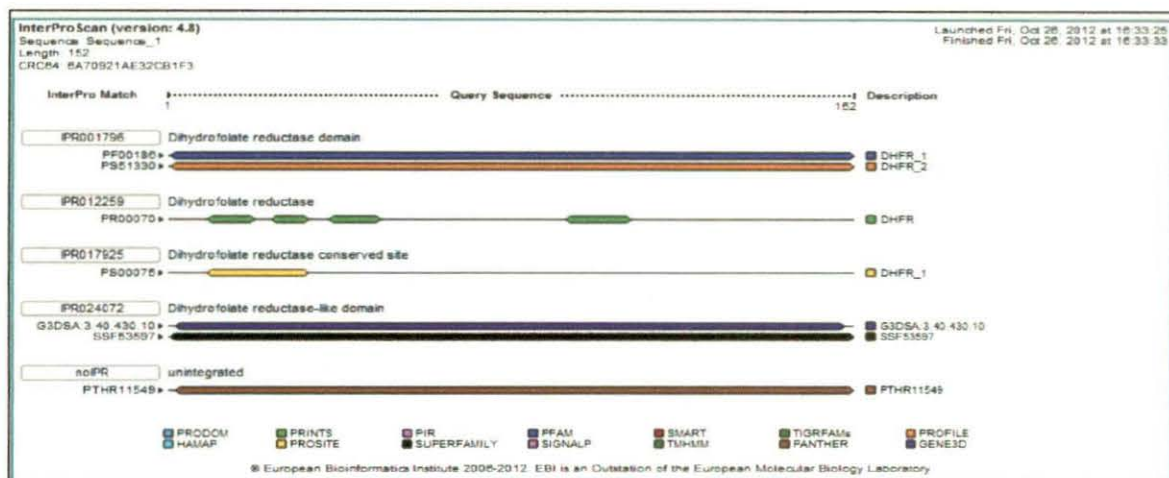 InterProScan (version: 4.8)
Sequence: Sequence_1
Length: 152
CRC64: 6A70921AE32CB1F3
Launched Fri, Oct 26, 2012 at 16:33:25
Finished Fri, Oct 26, 2012 at 16:33:33
InterPro Match Query Sequence Description
1 152
IPR001796 Dihydrofolate reductase domain
PF00186 DHFR_1
PS51330 DHFR_2
IPR012259 Dihydrofolate reductase
PR00070 DHFR
IPR017925 Dihydrofolate reductase conserved site
PS00075 DHFR_1
IPR024072 Dihydrofolate reductase-like domain
G3DSA:3.40.430.10 G3DSA:3.40.430.10
SSF53597 SSF53597
noIPR unintegrated
PTHR11549 PTHR11549
PRODOM PRINTS PIR PFAM SMART TIGRFAMs PROFILE
HAMAP PROSITE SUPERFAMILY SIGNALP TMHMM PANTHER GENE3D
® European Bioinformatics Institute 2006-2012. EBI is an Outstation of the European Molecular Biology Laboratory.